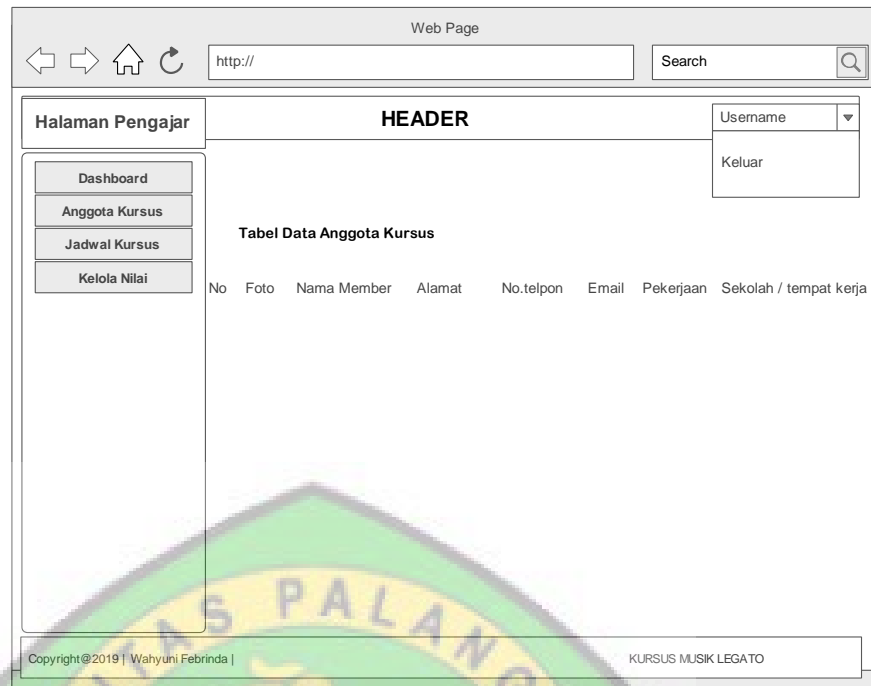 Web Page
http://
Search
Halaman Pengajar
HEADER
Username
Keluar
Dashboard
Anggota Kursus
Jadwal Kursus
Kelola Nilai
Tabel Data Anggota Kursus
No Foto Nama Member Alamat No.telpon Email Pekerjaan Sekolah / tempat kerja
PALANG
Copyright@2019 | Wahyuni Febrinda | KURSUS MUSIK LEGATO